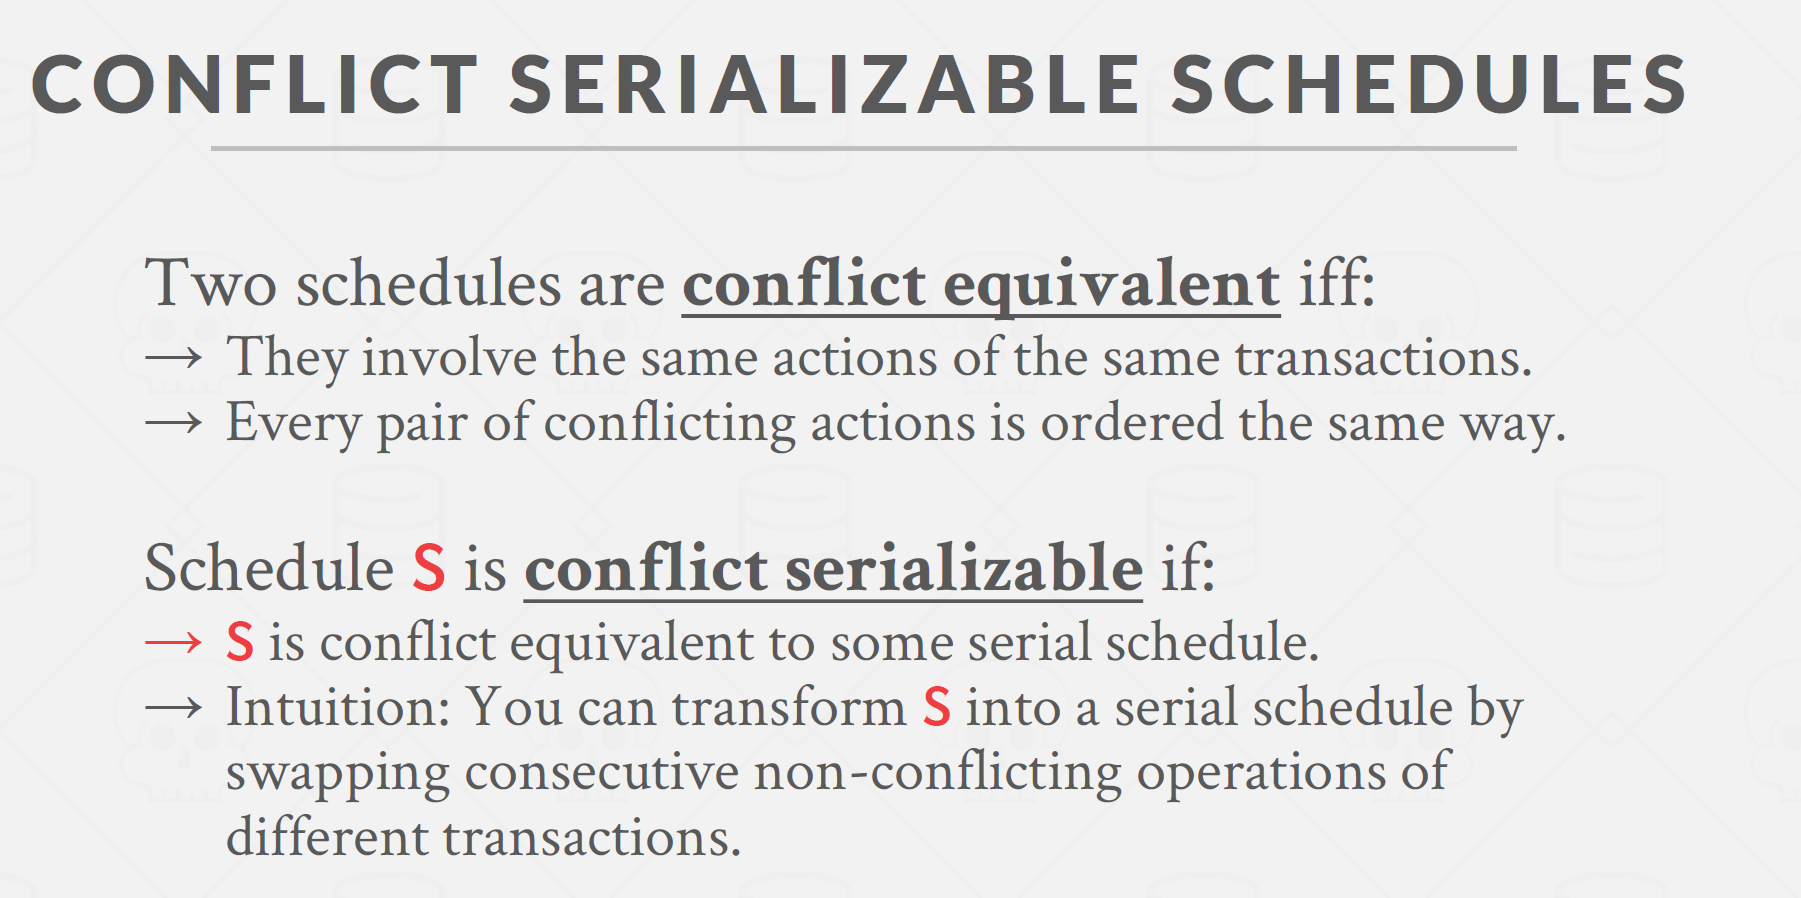 CONFLICT SERIALIZABLE SCHEDULES
Two schedules are conflict equivalent iff:
→ They involve the same actions of the same transactions.
→ Every pair of conflicting actions is ordered the same way.
Schedule S is conflict serializable if:
→ S is conflict equivalent to some serial schedule.
→ Intuition: You can transform S into a serial schedule by
swapping consecutive non-conflicting operations of
different transactions.